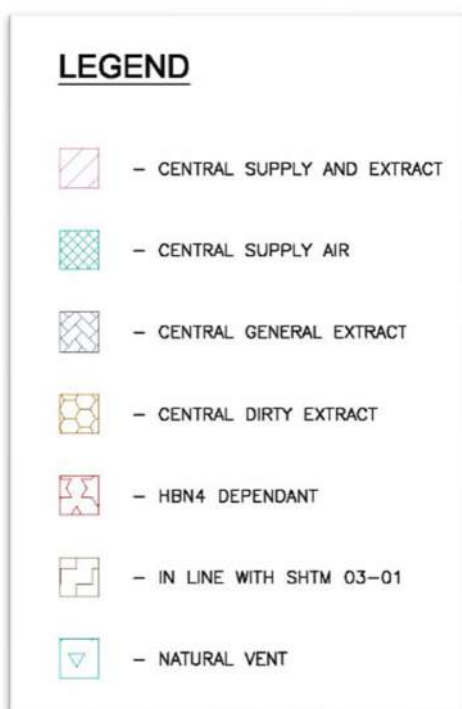 LEGEND
– CENTRAL SUPPLY AND EXTRACT
– CENTRAL SUPPLY AIR
– CENTRAL GENERAL EXTRACT
– CENTRAL DIRTY EXTRACT
– HBN4 DEPENDANT
– IN LINE WITH SHTM 03–01
– NATURAL VENT